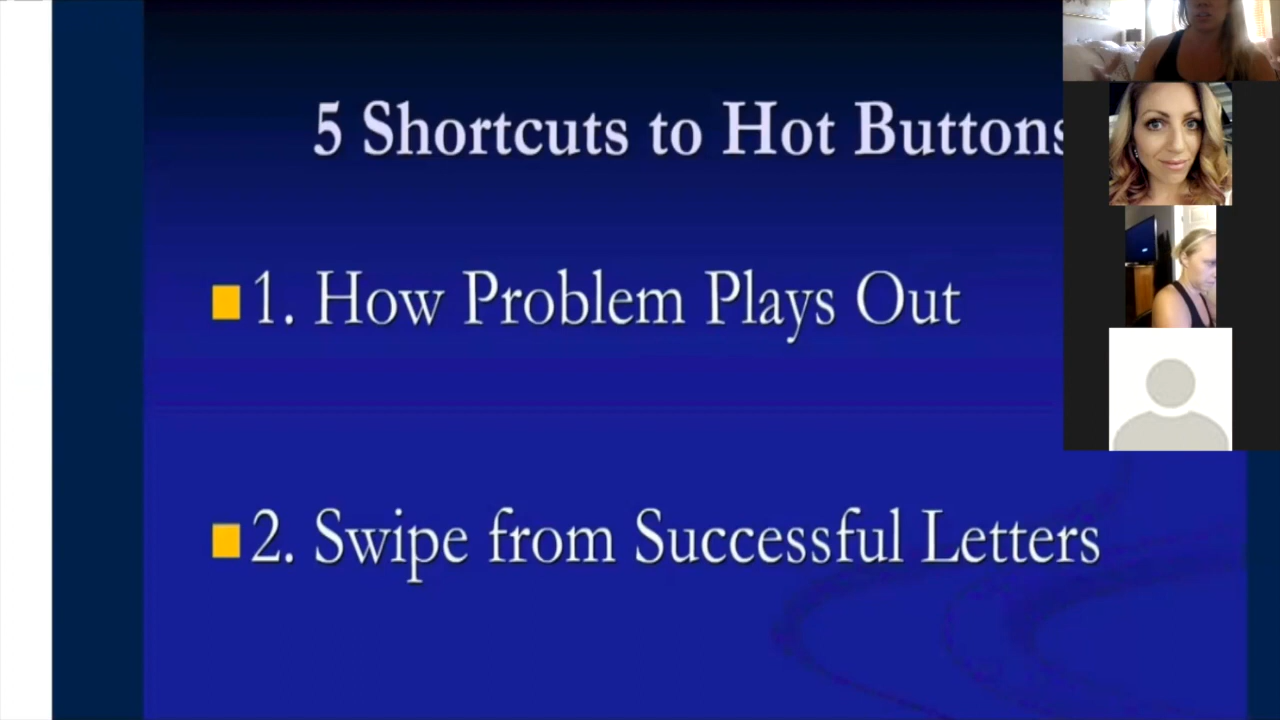 5 Shortcuts to Hot Buttons
1. How Problem Plays Out
2. Swipe from Successful Letters